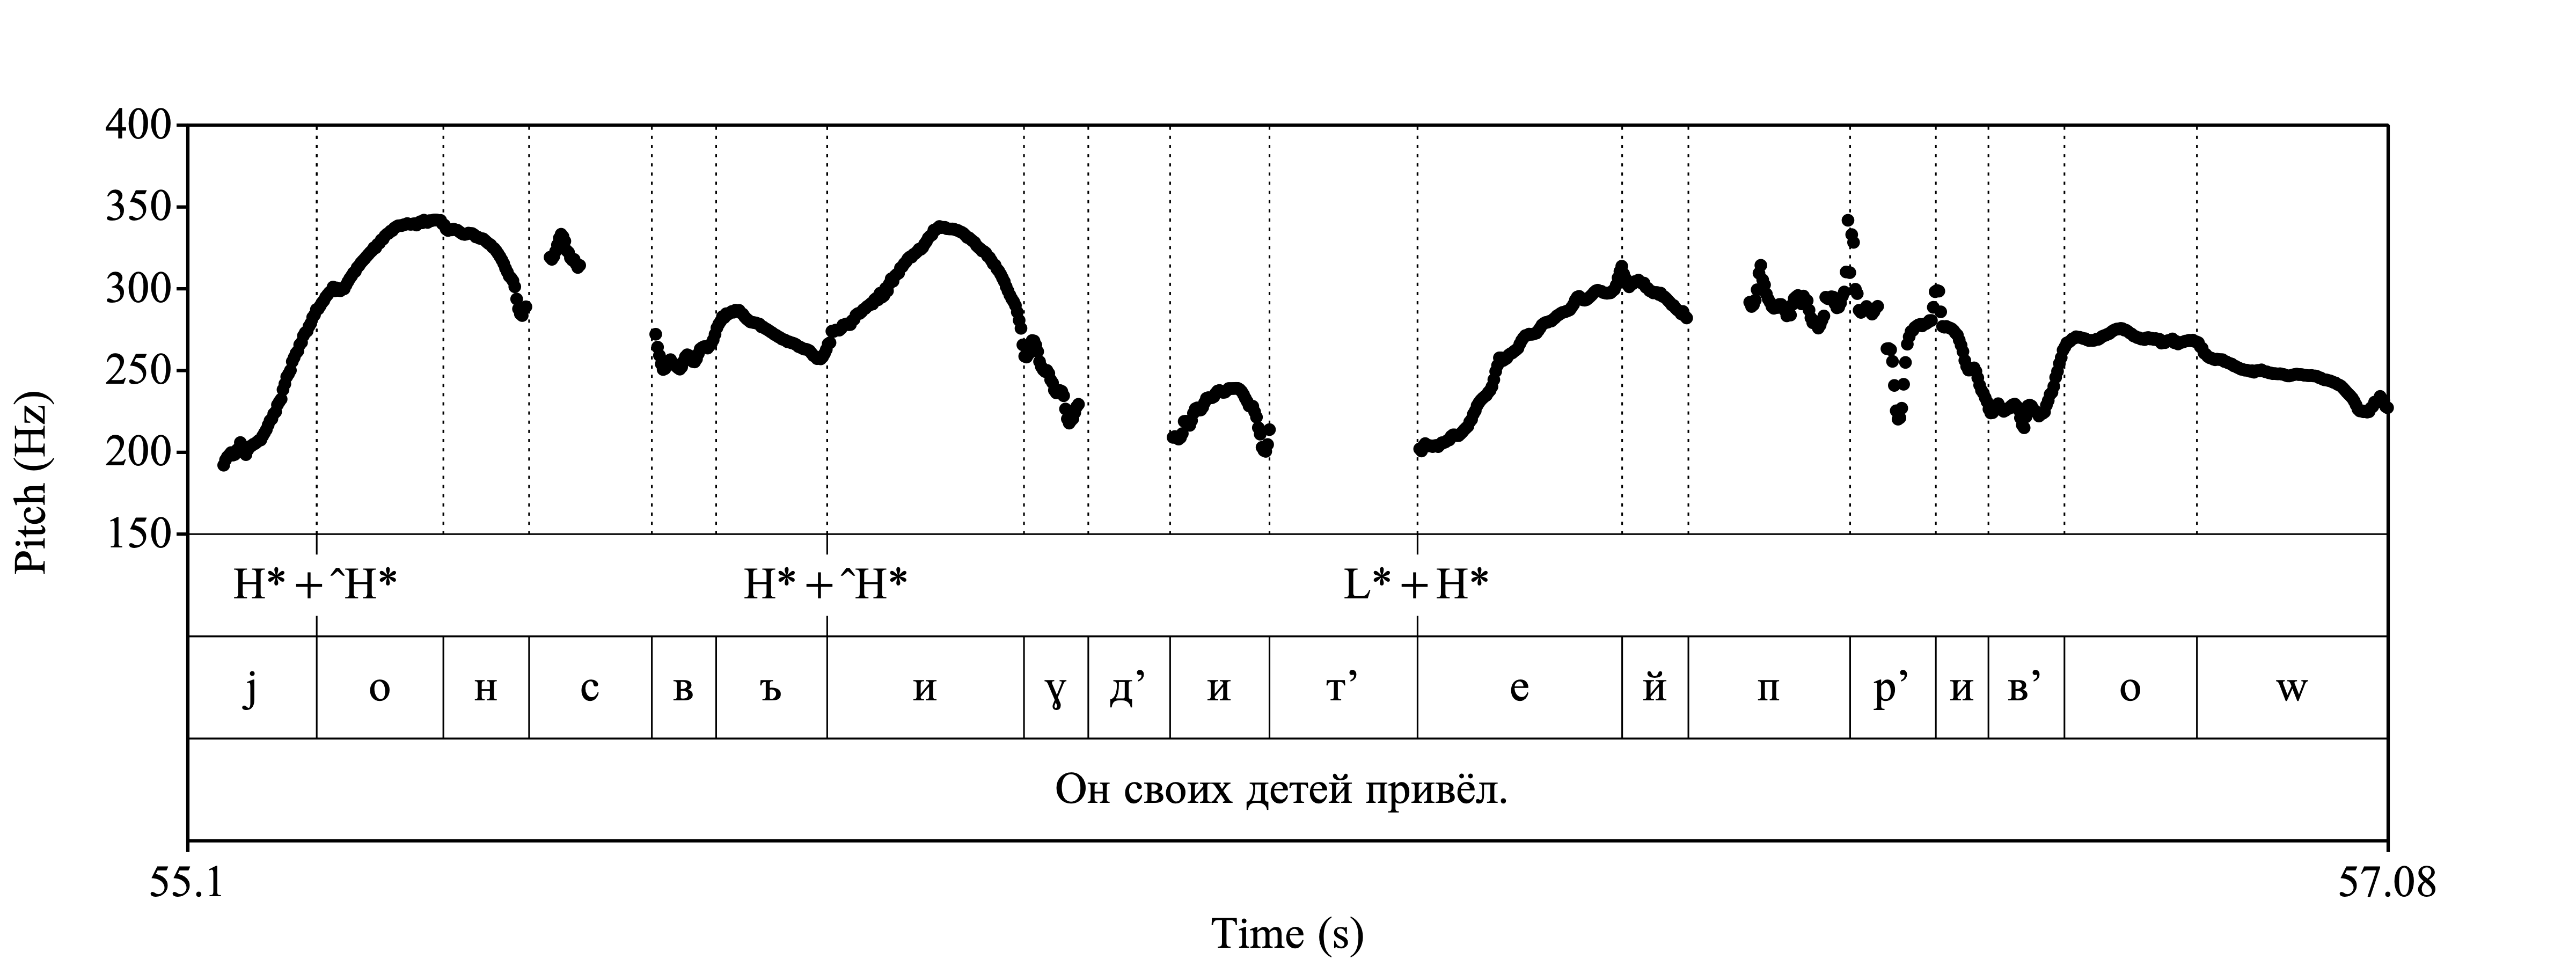 400
350
300
250
200
150
Pitch (Hz)
H* + ^H* H* + ^H* L* + H*
j о н с в ъ и ɣ д’ и т’ е й п р’ и в’ о w
Он своих детей привёл.
55.1 57.08
Time (s)